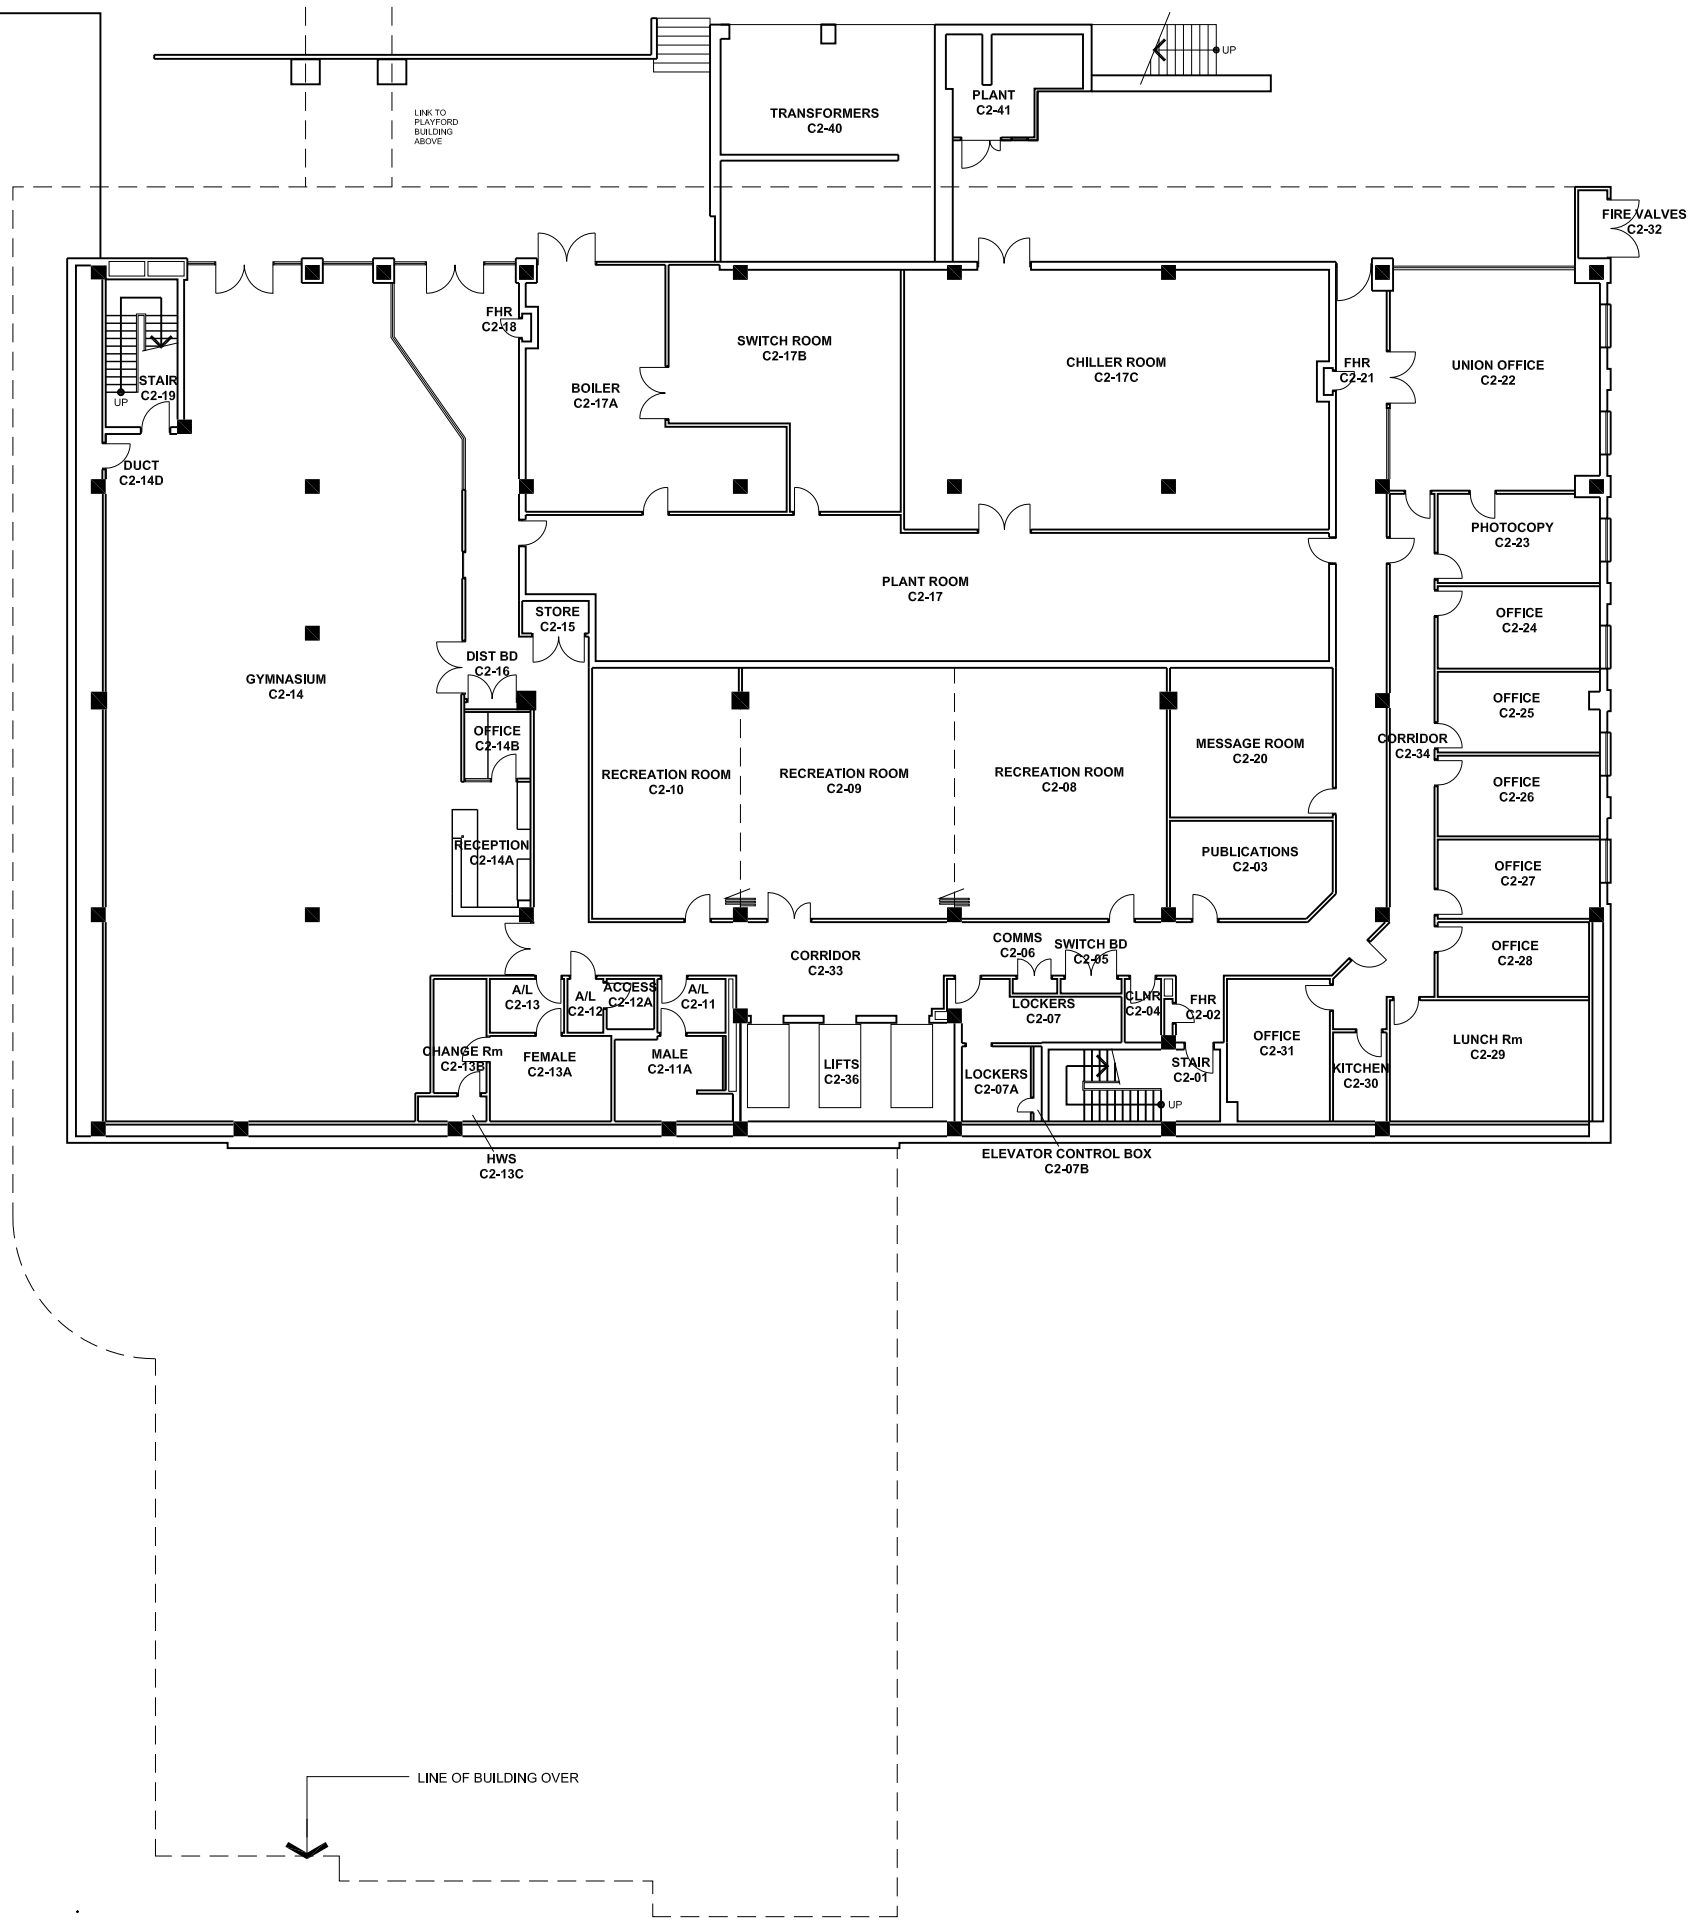 UP
PLANT
C2-41
LINK TO
PLAYFORD
BUILDING
ABOVE
TRANSFORMERS
C2-40
FIRE VALVES
C2-32
FHR
C2-18
SWITCH ROOM
C2-17B
CHILLER ROOM
C2-17C
FHR
C2-21
UNION OFFICE
C2-22
STAIR
C2-19
UP
BOILER
C2-17A
DUCT
C2-14D
PHOTOCOPY
C2-23
PLANT ROOM
C2-17
STORE
C2-15
OFFICE
C2-24
DIST BD
C2-16
GYMNASIUM
C2-14
OFFICE
C2-25
OFFICE
C2-14B
MESSAGE ROOM
C2-20
CORRIDOR
C2-34
RECREATION ROOM
C2-10
RECREATION ROOM
C2-09
RECREATION ROOM
C2-08
OFFICE
C2-26
RECEPTION
C2-14A
PUBLICATIONS
C2-03
OFFICE
C2-27
CORRIDOR
C2-33
COMMS
C2-06
SWITCH BD
C2-05
OFFICE
C2-28
A/L
C2-13
A/L
C2-12
ACCESS
C2-12A
A/L
C2-11
LOCKERS
C2-07
CLNR
C2-04
FHR
C2-02
OFFICE
C2-31
LUNCH Rm
C2-29
CHANGE Rm
C2-13B
FEMALE
C2-13A
MALE
C2-11A
LIFTS
C2-36
LOCKERS
C2-07A
STAIR
C2-01
UP
KITCHEN
C2-30
HWS
C2-13C
ELEVATOR CONTROL BOX
C2-07B
LINE OF BUILDING OVER